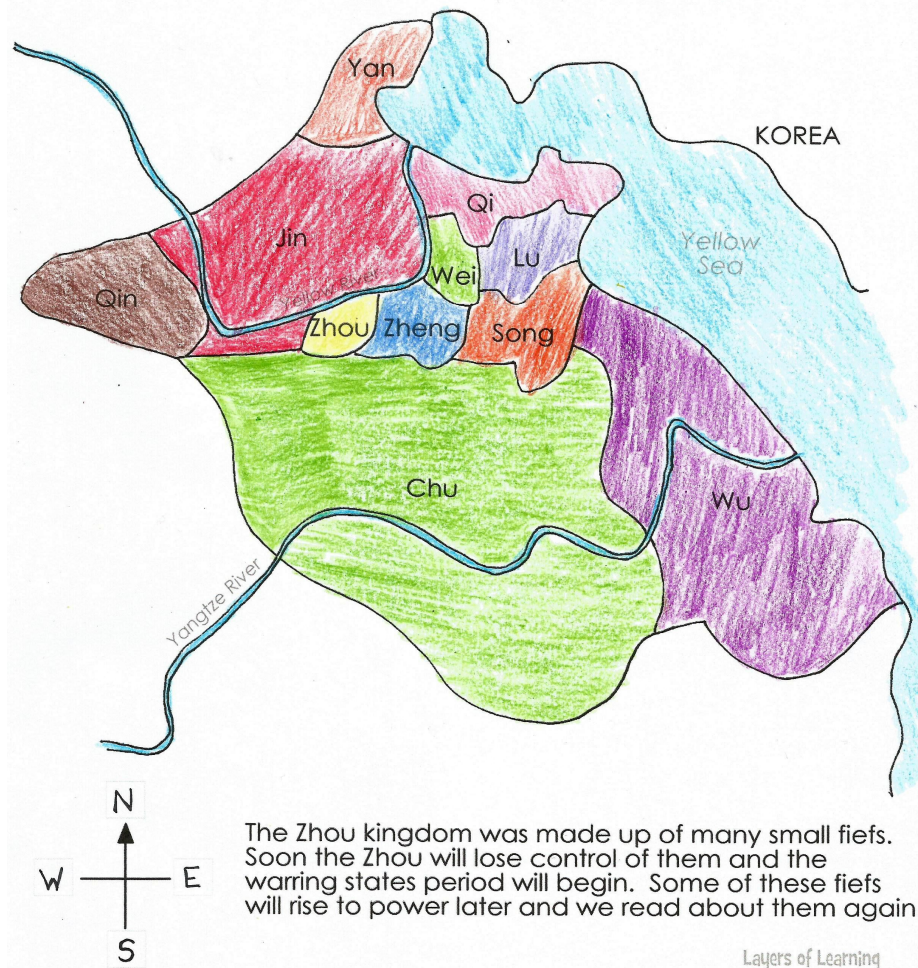 Yan
KOREA
Qi
Yellow
Sea
Jin
Lu
Wei
Qin
Yellow River
Zhou
Zheng
Song
Chu
Wu
Yangtze River
N
W
E
S
The Zhou kingdom was made up of many small fiefs.
Soon the Zhou will lose control of them and the
warring states period will begin. Some of these fiefs
will rise to power later and we read about them again
Layers of Learning